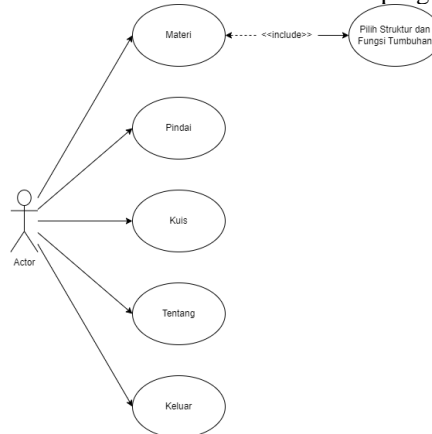 Materi
<<include>>
Pilih Struktur dan
Fungsi Tumbuhan
Pindai
Kuis
Actor
Tentang
Keluar